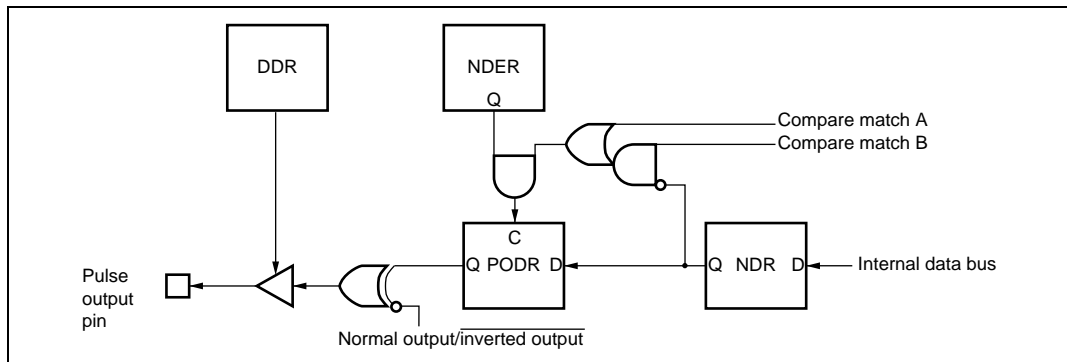 DDR
NDER
Q
Compare match A
Compare match B
C
Q PODR D
Q NDR D
Internal data bus
Pulse
output
pin
Normal output/inverted output